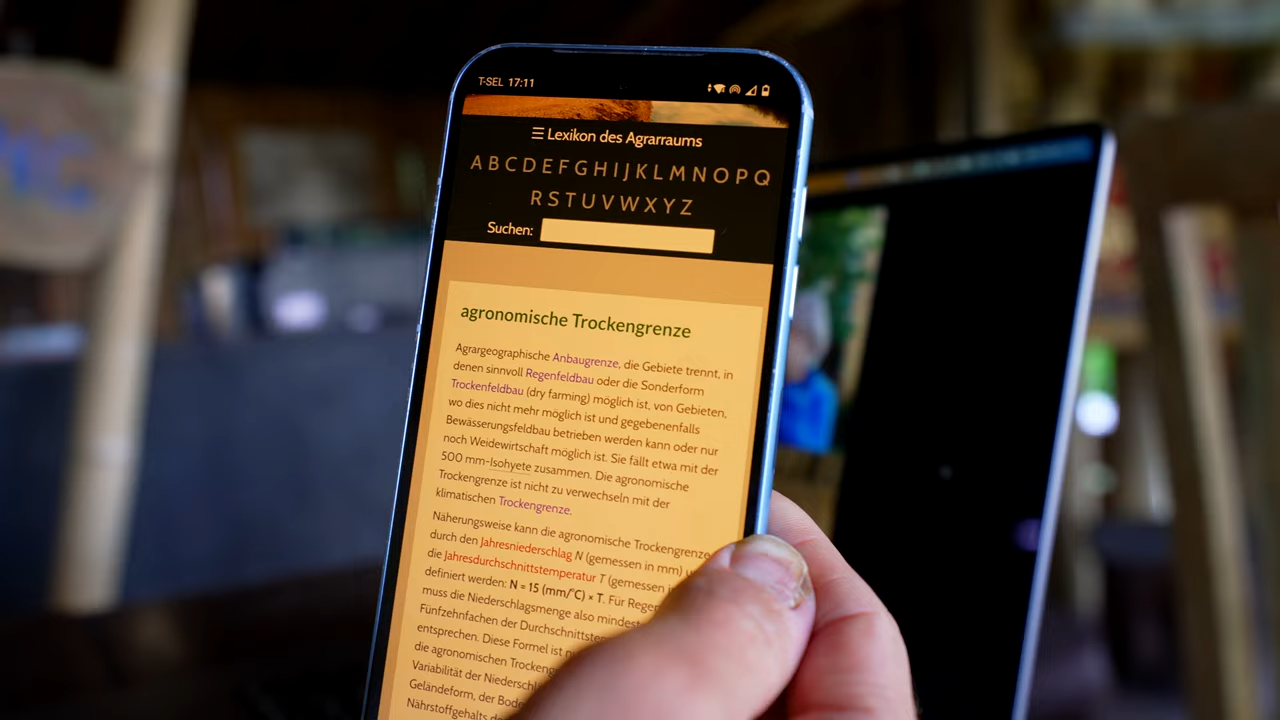 T-SEL 17:11
☰ Lexikon des Agrarraums
A B C D E F G H I J K L M N O P Q
R S T U V W X Y Z
Suchen:
agronomische Trockengrenze
Agrargeographische Anbaugrenze, die Gebiete trennt, in
denen sinnvoll Regenfeldbau oder die Sonderform
Trockenfeldbau (dry farming) möglich ist, von Gebieten,
wo dies nicht mehr möglich ist und gegebenenfalls
Bewässerungsfeldbau betrieben werden kann oder nur
noch Weidewirtschaft möglich ist. Sie fällt etwa mit der
500 mm-Isohyete zusammen. Die agronomische
Trockengrenze ist nicht zu verwechseln mit der
klimatischen Trockengrenze.
Näherungsweise kann die agronomische Trockengrenze
durch den Jahresniederschlag N (gemessen in mm)
die Jahresdurchschnittstemperatur T (gemessen
definiert werden: N = 15 (mm/°C) × T. Für
muss die Niederschlagsmenge also
Fünfzehnfachen der
entsprechen. Diese Formel ist
die agronomischen
Variabilität der
Geländeform, der
Nährstoffgehalts